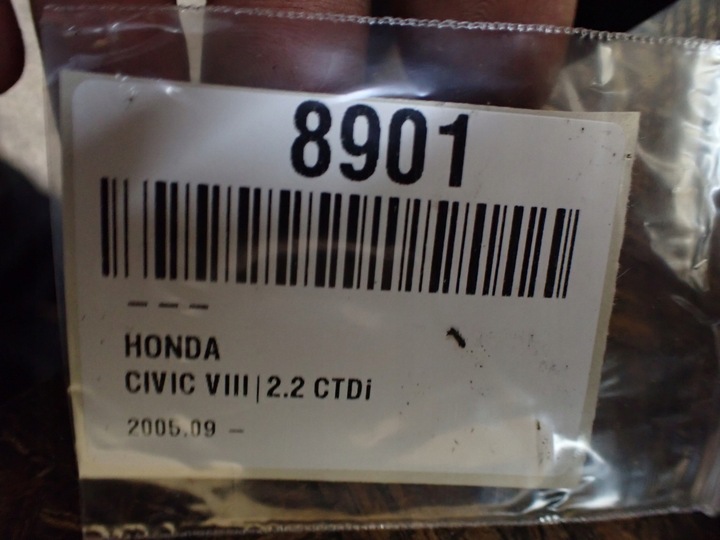 8901
– – –
HONDA
CIVIC VIII|2.2 CTDi
2005.09 –